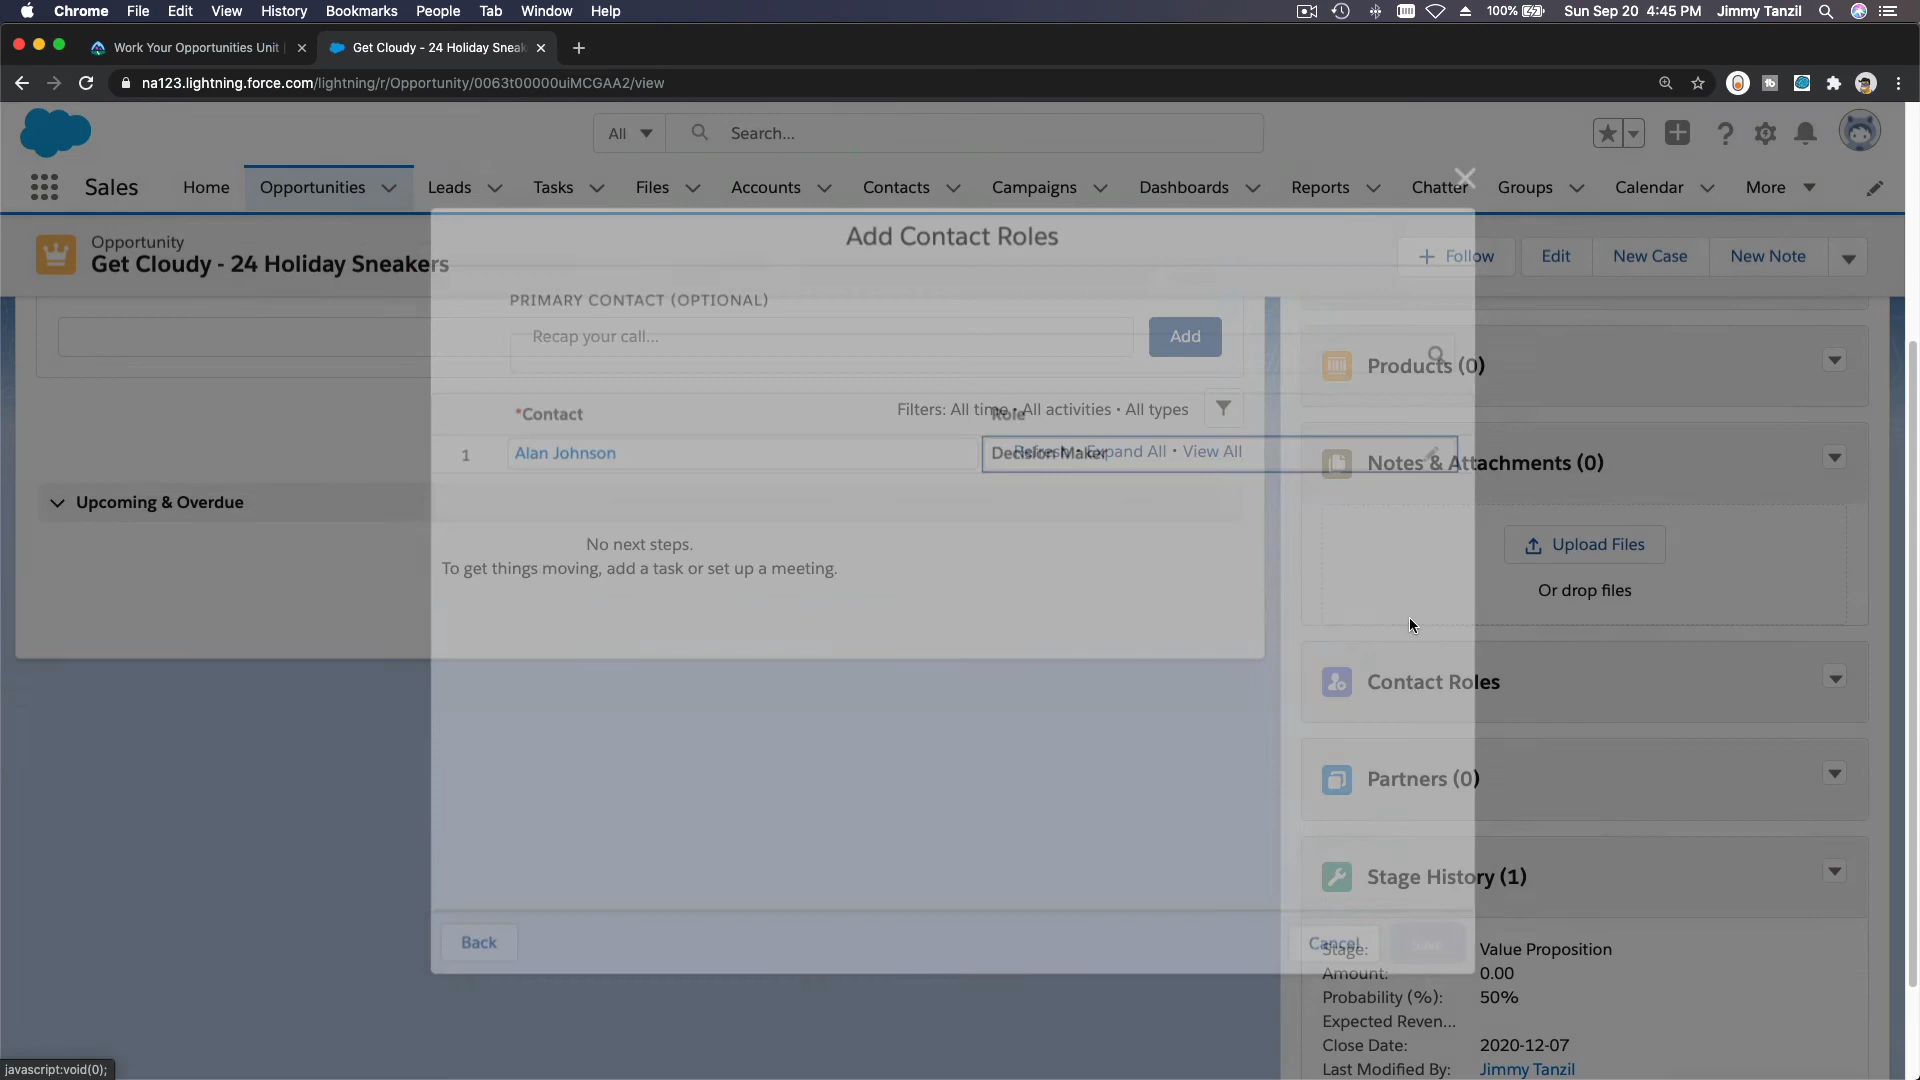 Chrome File Edit View History Bookmarks People Tab Window Help 100% Sun Sep 20 4:45 PM Jimmy Tanzil
Work Your Opportunities Unit Get Cloudy - 24 Holiday Sneak
na123.lightning.force.com/lightning/r/Opportunity/0063t00000uiMCGAA2/view
All Search...
Sales Home Opportunities Leads Tasks Files Accounts Contacts Campaigns Dashboards Reports Chatter Groups Calendar More
Add Contact Roles
Opportunity
Get Cloudy - 24 Holiday Sneakers
Follow Edit New Case New Note
PRIMARY CONTACT (OPTIONAL)
Recap your call... Add
Products (0)
Filters: All time • All activities • All types
*Contact Role
1 Alan Johnson Decision Maker
Refresh • Expand All • View All
Notes & Attachments (0)
Upcoming & Overdue
No next steps.
To get things moving, add a task or set up a meeting.
Upload Files
Or drop files
Contact Roles
Partners (0)
Stage History (1)
Back Cancel Save
Stage: Value Proposition
Amount: 0.00
Probability (%): 50%
Expected Reven...
Close Date: 2020-12-07
Last Modified By: Jimmy Tanzil
javascript:void(0);